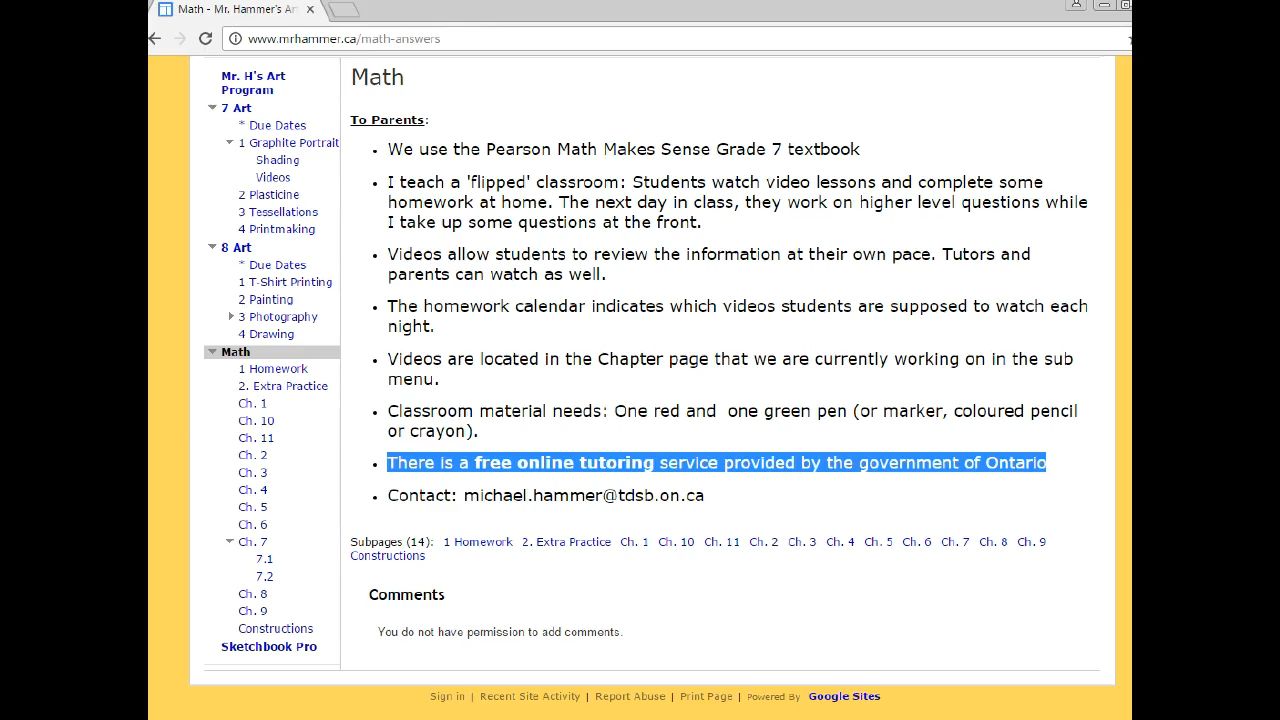 Math - Mr. Hammer's Ar
www.mrhammer.ca/math-answers
Mr. H's Art
Program
7 Art
* Due Dates
1 Graphite Portrait
Shading
Videos
2 Plasticine
3 Tessellations
4 Printmaking
8 Art
* Due Dates
1 T-Shirt Printing
2 Painting
3 Photography
4 Drawing
Math
1 Homework
2. Extra Practice
Ch. 1
Ch. 10
Ch. 11
Ch. 2
Ch. 3
Ch. 4
Ch. 5
Ch. 6
Ch. 7
7.1
7.2
Ch. 8
Ch. 9
Constructions
Sketchbook Pro
Math
To Parents:
• We use the Pearson Math Makes Sense Grade 7 textbook
• I teach a 'flipped' classroom: Students watch video lessons and complete some
homework at home. The next day in class, they work on higher level questions while
I take up some questions at the front.
• Videos allow students to review the information at their own pace. Tutors and
parents can watch as well.
• The homework calendar indicates which videos students are supposed to watch each
night.
• Videos are located in the Chapter page that we are currently working on in the sub
menu.
• Classroom material needs: One red and  one green pen (or marker, coloured pencil
or crayon).
• There is a free online tutoring service provided by the government of Ontario
• Contact: michael.hammer@tdsb.on.ca
Subpages (14): 1 Homework 2. Extra Practice Ch. 1 Ch. 10 Ch. 11 Ch. 2 Ch. 3 Ch. 4 Ch. 5 Ch. 6 Ch. 7 Ch. 8 Ch. 9
Constructions
Comments
You do not have permission to add comments.
Sign in | Recent Site Activity | Report Abuse | Print Page | Powered By Google Sites